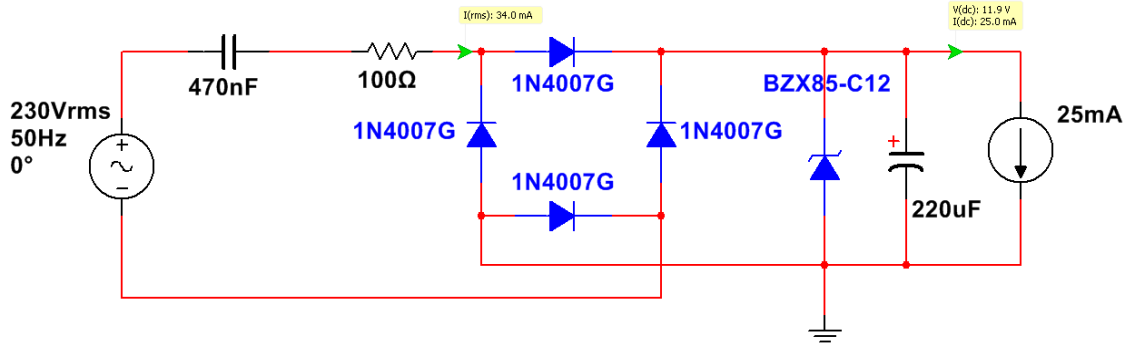 I(rms): 34.0 mA
V(dc): 11.9 V
I(dc): 25.0 mA
470nF
100Ω
1N4007G
BZX85-C12
230Vrms
50Hz
0°
+
~
−
1N4007G
1N4007G
25mA
+
1N4007G
220uF